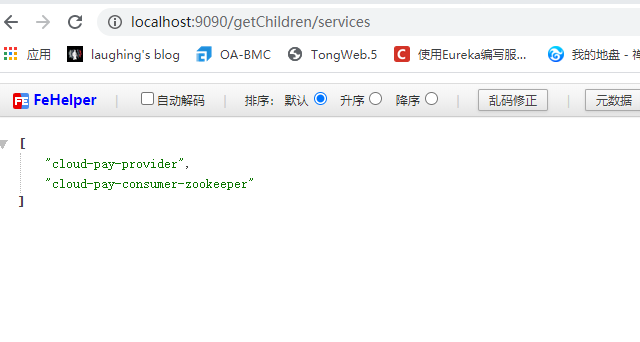 localhost:9090/getChildren/services
应用 laughing's blog OA-BMC TongWeb.5 C 使用Eureka编写服... 我的地盘 -
FE FeHelper | 自动解码 | 排序: 默认 升序 降序 | 乱码修正 | 元数据
[
"cloud-pay-provider",
"cloud-pay-consumer-zookeeper"
]